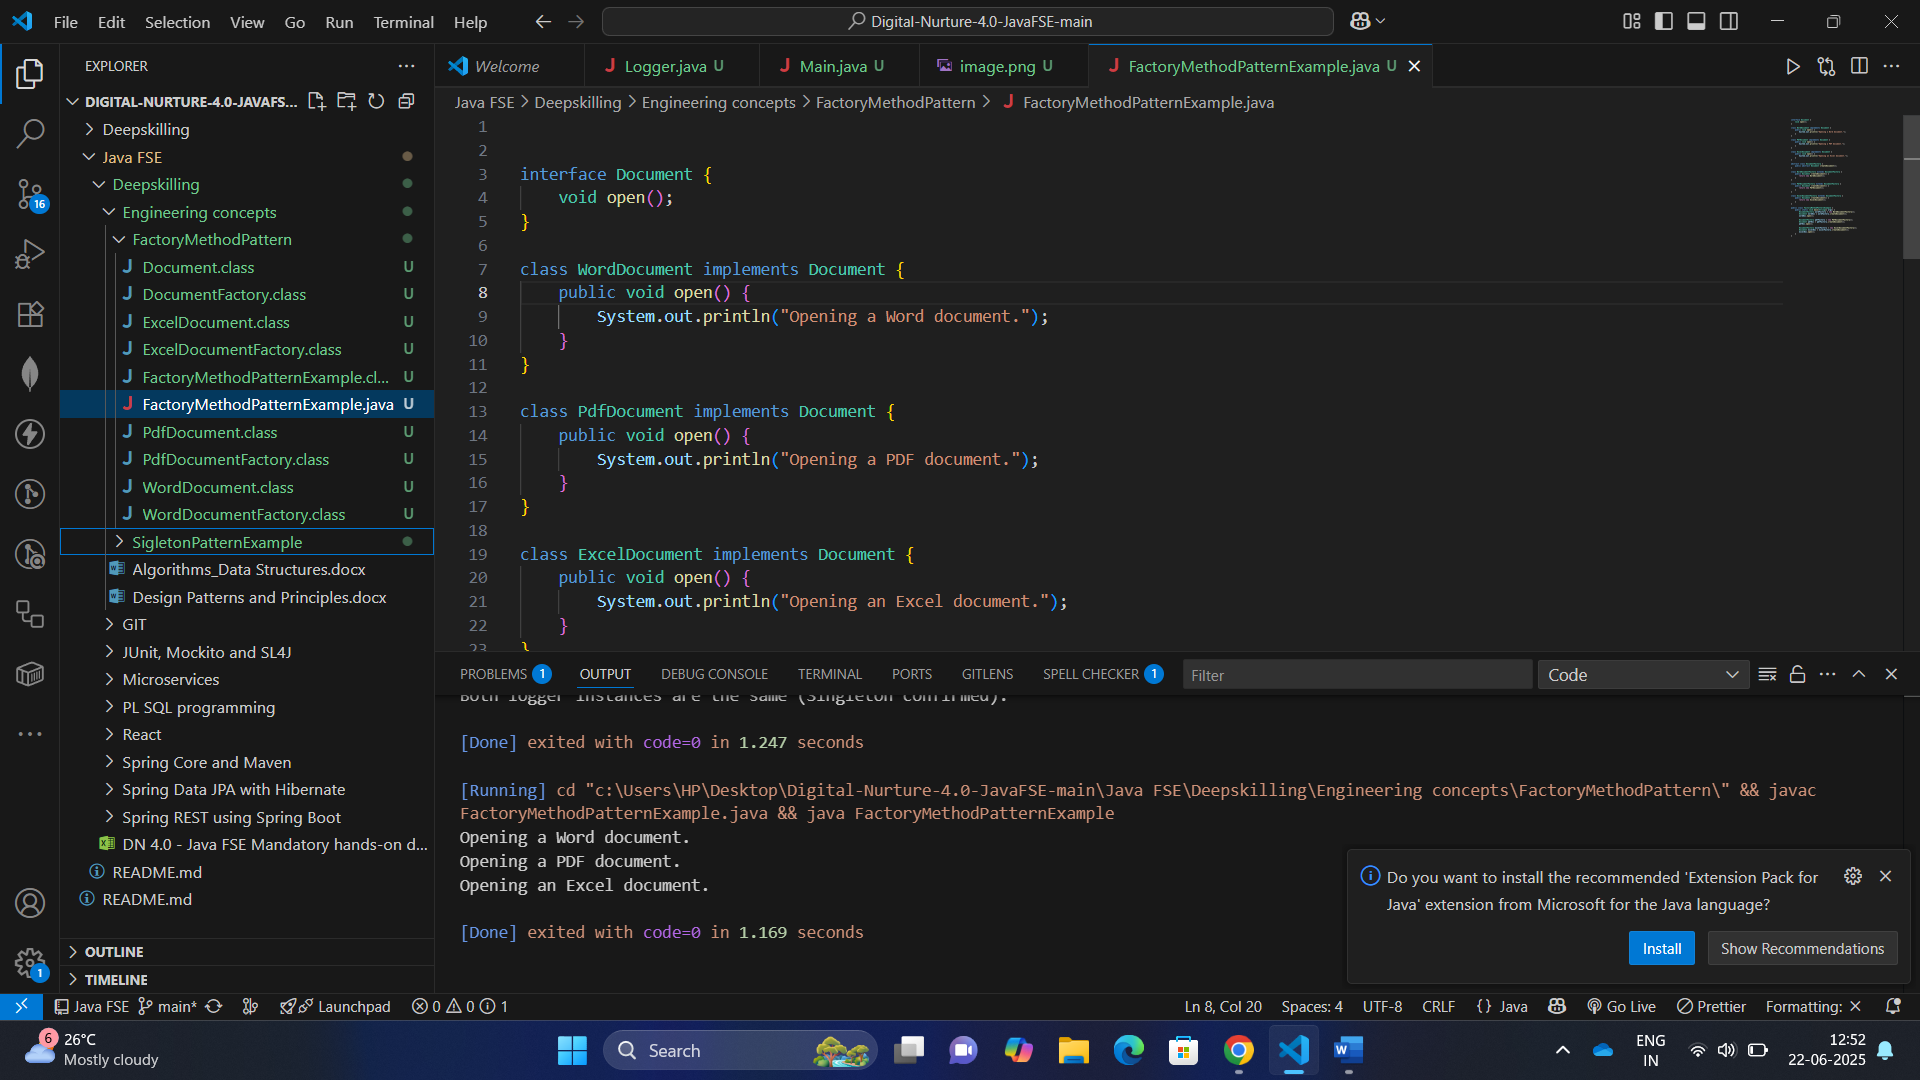 File Edit Selection View Go Run Terminal Help
Digital-Nurture-4.0-JavaFSE-main
EXPLORER
DIGITAL-NURTURE-4.0-JAVAFS...
Deepskilling
Java FSE
Deepskilling
Engineering concepts
FactoryMethodPattern
Document.class U
DocumentFactory.class U
ExcelDocument.class U
ExcelDocumentFactory.class U
FactoryMethodPatternExample.cl... U
FactoryMethodPatternExample.java U
PdfDocument.class U
PdfDocumentFactory.class U
WordDocument.class U
WordDocumentFactory.class U
SigletonPatternExample
Algorithms_Data Structures.docx
Design Patterns and Principles.docx
GIT
JUnit, Mockito and SL4J
Microservices
PL SQL programming
React
Spring Core and Maven
Spring Data JPA with Hibernate
Spring REST using Spring Boot
DN 4.0 - Java FSE Mandatory hands-on d...
README.md
README.md
OUTLINE
TIMELINE
16
1
Welcome
Logger.java U
Main.java U
image.png U
FactoryMethodPatternExample.java U
Java FSE > Deepskilling > Engineering concepts > FactoryMethodPattern > FactoryMethodPatternExample.java
1
2
3 interface Document {
4 void open();
5 }
6
7 class WordDocument implements Document {
8 public void open() {
9 System.out.println("Opening a Word document.");
10 }
11 }
12
13 class PdfDocument implements Document {
14 public void open() {
15 System.out.println("Opening a PDF document.");
16 }
17 }
18
19 class ExcelDocument implements Document {
20 public void open() {
21 System.out.println("Opening an Excel document.");
22 }
23 }
PROBLEMS 1 OUTPUT DEBUG CONSOLE TERMINAL PORTS GITLENS SPELL CHECKER 1 Filter Code
Both logger instances are the same (Singleton confirmed).
[Done] exited with code=0 in 1.247 seconds
[Running] cd "c:\Users\HP\Desktop\Digital-Nurture-4.0-JavaFSE-main\Java FSE\Deepskilling\Engineering concepts\FactoryMethodPattern\" && javac
FactoryMethodPatternExample.java && java FactoryMethodPatternExample
Opening a Word document.
Opening a PDF document.
Opening an Excel document.
[Done] exited with code=0 in 1.169 seconds
Do you want to install the recommended 'Extension Pack for
Java' extension from Microsoft for the Java language?
Install Show Recommendations
Java FSE main* Launchpad 0 0 1 Ln 8, Col 20 Spaces: 4 UTF-8 CRLF {} Java Go Live Prettier Formatting: ×
6
26°C
Mostly cloudy
Search
ENG
IN
12:52
22-06-2025